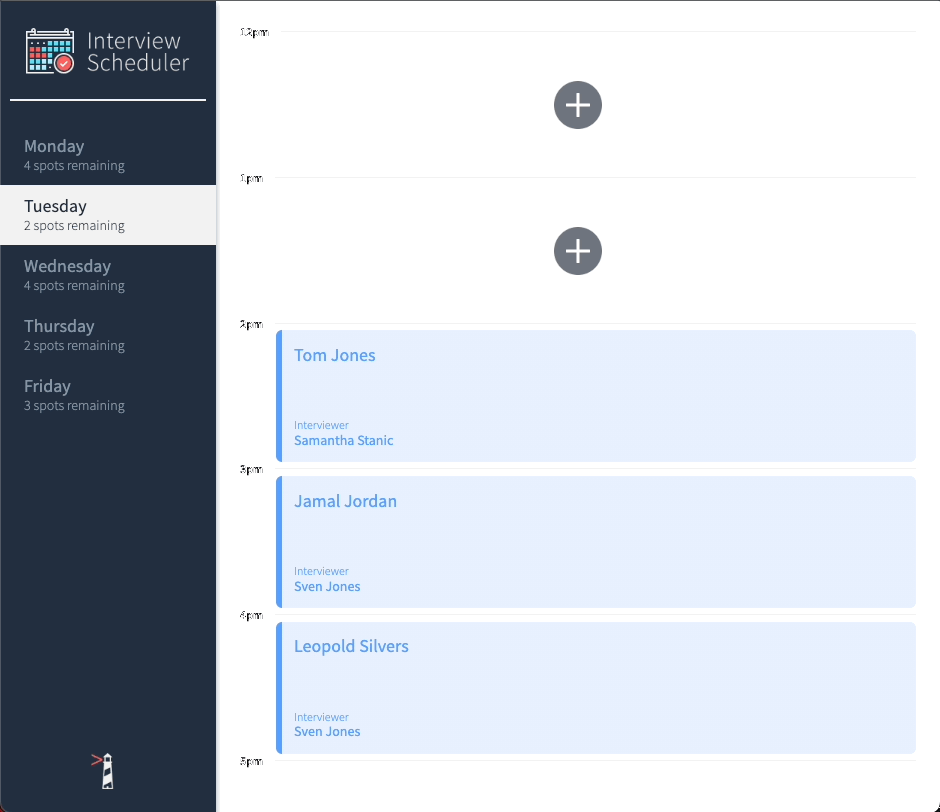 Interview
Scheduler
Monday
4 spots remaining
Tuesday
2 spots remaining
Wednesday
4 spots remaining
Thursday
2 spots remaining
Friday
3 spots remaining
12pm
1pm
2pm
Tom Jones
Interviewer
Samantha Stanic
3pm
Jamal Jordan
Interviewer
Sven Jones
4pm
Leopold Silvers
Interviewer
Sven Jones
5pm